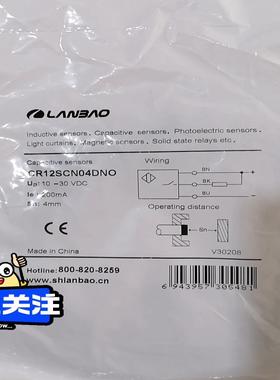 LANBAO
Inductive sensors, Capacitive sensors, Photoelectric sensors,
Light curtains, Magnetic sensors, Solid state relays etc.
Capacitive sensors
CR12SCN04DNO
Ub: 10~30 VDC
Ie: 200mA
Sn: 4mm
Wiring
BN
BK
BU
Operating distance
Sn
CE
Made in China
V30208
Hotline: 800-820-8259
www.shlanbao.cn
6 943957 305481
关注